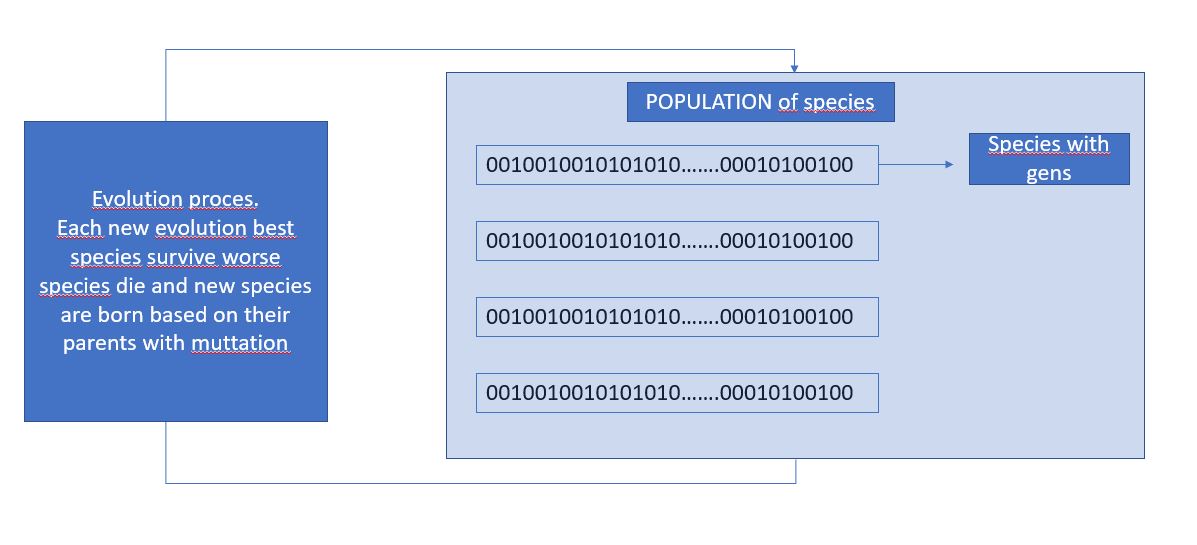 POPULATION of species
0010010010101010…….00010100100
Species with
gens
Evolution proces.
Each new evolution best
species survive worse
species die and new species
are born based on their
parents with muttation
0010010010101010…….00010100100
0010010010101010…….00010100100
0010010010101010…….00010100100